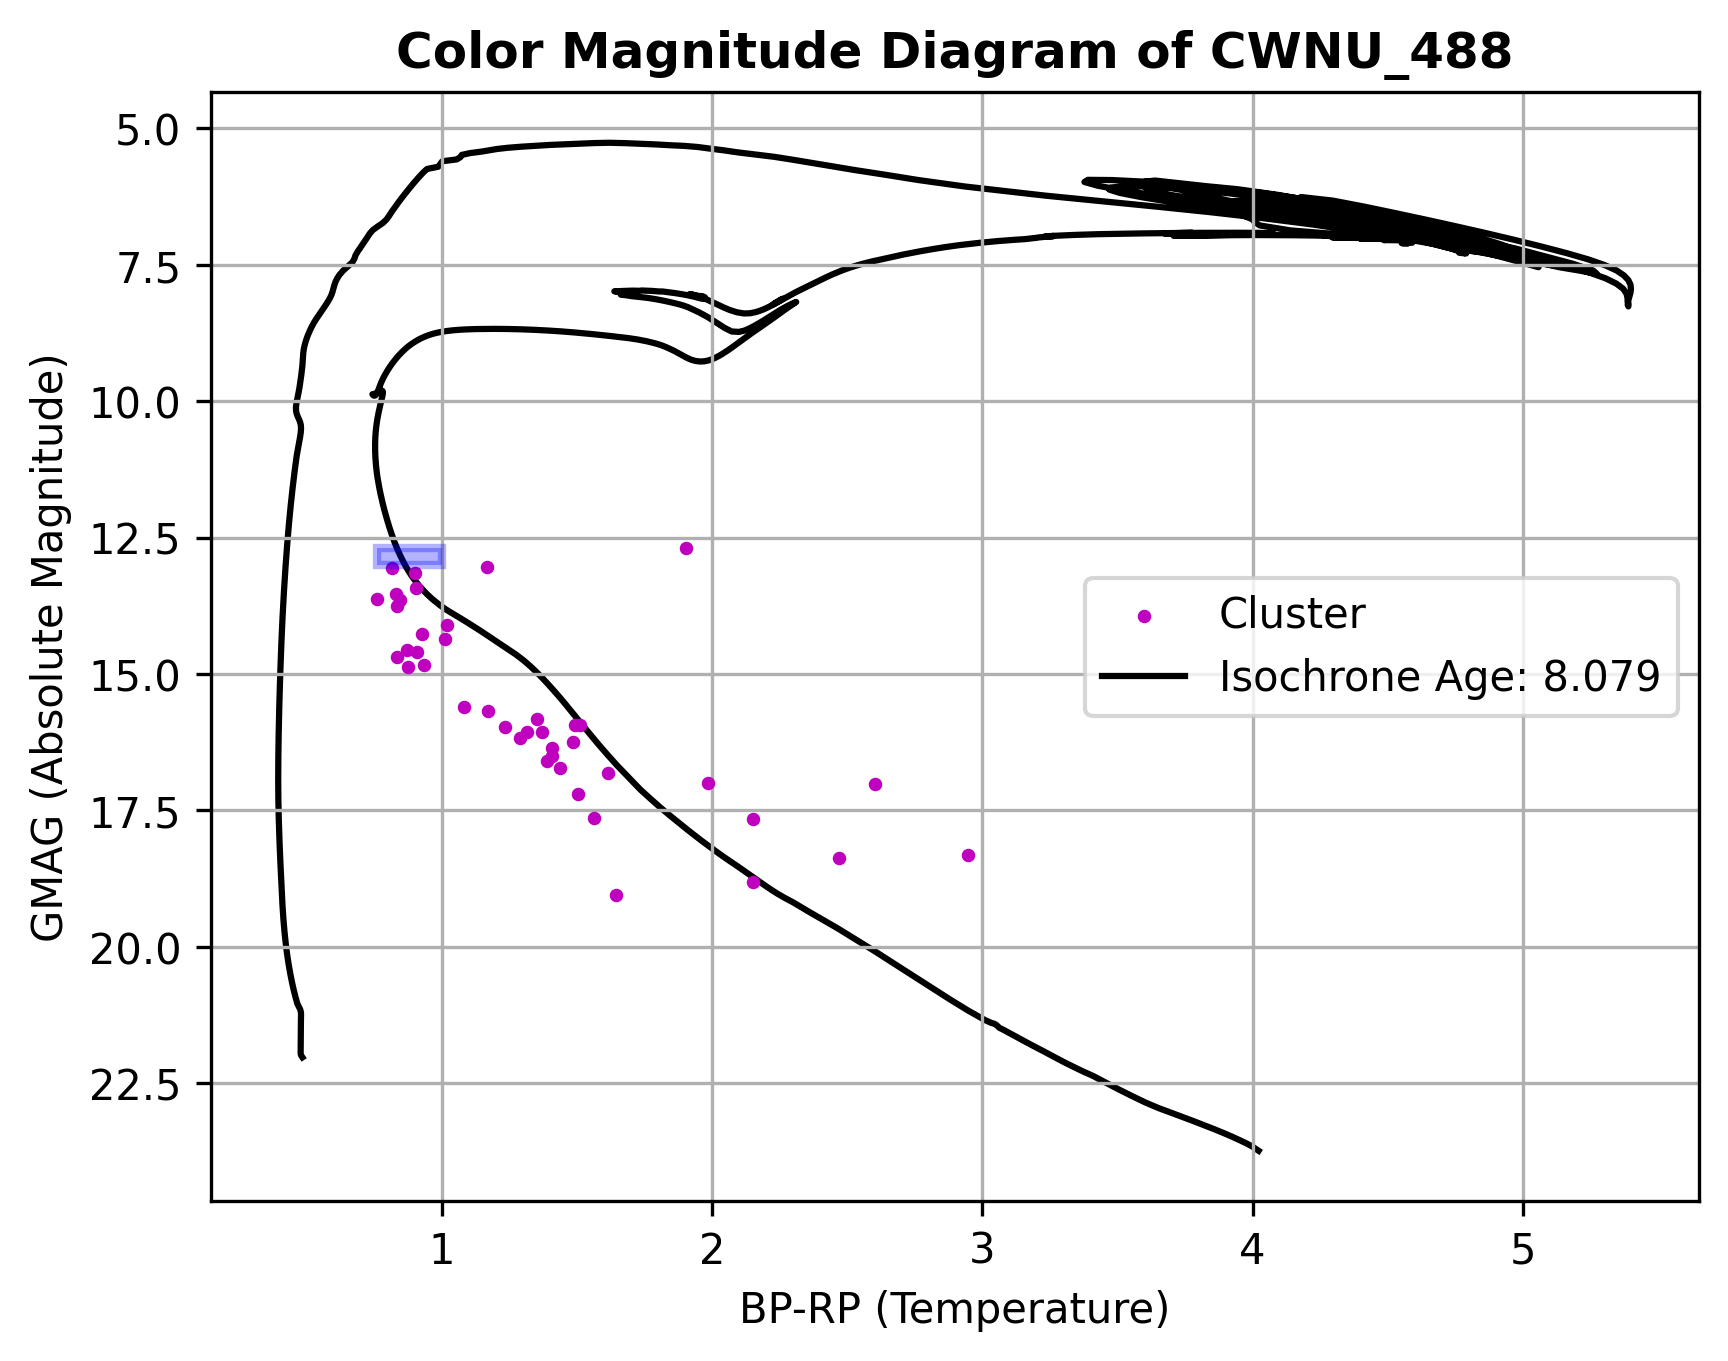 Color Magnitude Diagram of CWNU_488
GMAG (Absolute Magnitude)
5.0
7.5
10.0
12.5
15.0
17.5
20.0
22.5
Cluster
Isochrone Age: 8.079
1 2 3 4 5
BP-RP (Temperature)